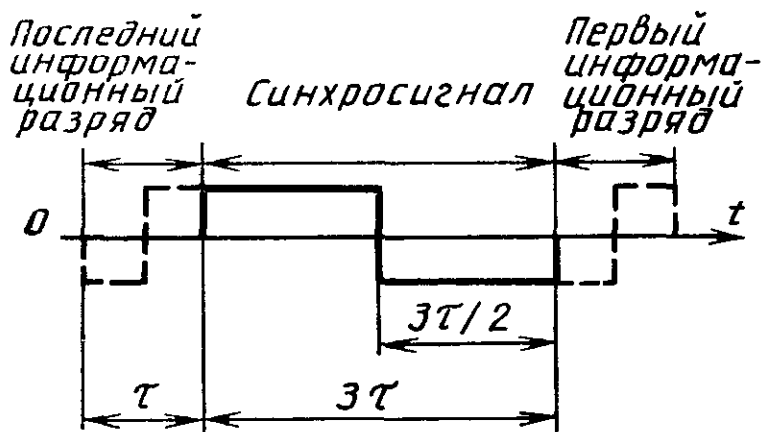 Последний
информа-
ционный
разряд
Синхросигнал
Первый
информа-
ционный
разряд
0
t
3τ/2
τ
3τ